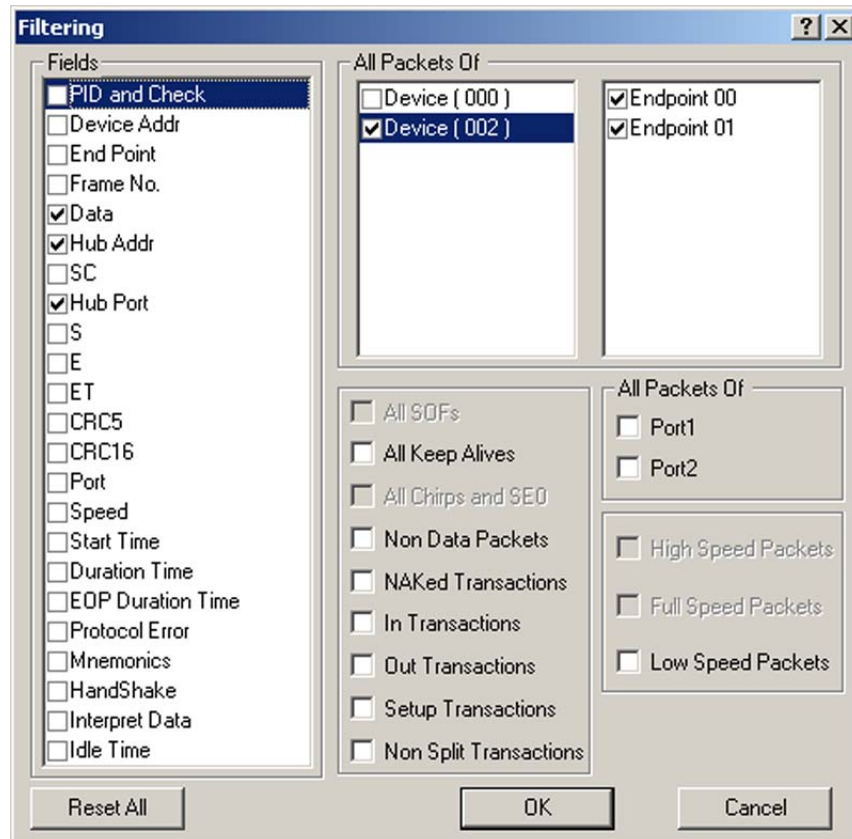 Filtering
Fields
PID and Check
Device Addr
End Point
Frame No.
Data
Hub Addr
SC
Hub Port
S
E
ET
CRC5
CRC16
Port
Speed
Start Time
Duration Time
EOP Duration Time
Protocol Error
Mnemonics
HandShake
Interpret Data
Idle Time
All Packets Of
Device ( 000 )
Device ( 002 )
Endpoint 00
Endpoint 01
All SOFs
All Keep Alives
All Chirps and SE0
Non Data Packets
NAKed Transactions
In Transactions
Out Transactions
Setup Transactions
Non Split Transactions
All Packets Of
Port1
Port2
High Speed Packets
Full Speed Packets
Low Speed Packets
Reset All
OK
Cancel